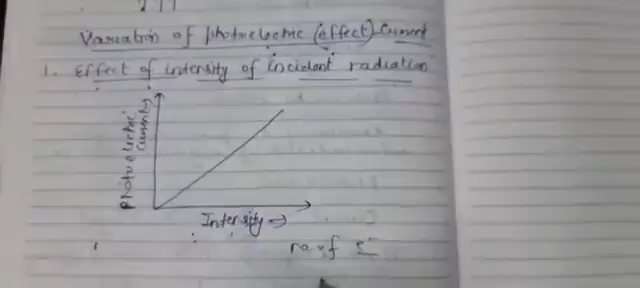 Variation of photoelectric (effect) current
1. Effect of intensity of incident radiation
Photoelectric
Current
Intensity →